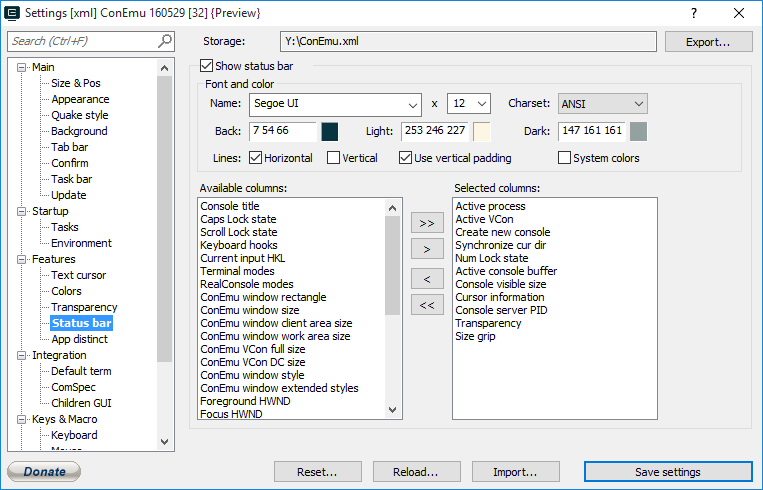 Settings [xml] ConEmu 160529 [32] {Preview}
Search (Ctrl+F)
Storage:
Y:\ConEmu.xml
Export...
Main
Size & Pos
Appearance
Quake style
Background
Tab bar
Confirm
Task bar
Update
Startup
Tasks
Environment
Features
Text cursor
Colors
Transparency
Status bar
App distinct
Integration
Default term
ComSpec
Children GUI
Keys & Macro
Keyboard
Show status bar
Font and color
Name: Segoe UI x 12 Charset: ANSI
Back: 7 54 66 Light: 253 246 227 Dark: 147 161 161
Lines: Horizontal Vertical Use vertical padding System colors
Available columns:
Console title
Caps Lock state
Scroll Lock state
Keyboard hooks
Current input HKL
Terminal modes
RealConsole modes
ConEmu window rectangle
ConEmu window size
ConEmu window client area size
ConEmu window work area size
ConEmu VCon full size
ConEmu VCon DC size
ConEmu window style
ConEmu window extended styles
Foreground HWND
Focus HWND
>>
>
<
<<
Selected columns:
Active process
Active VCon
Create new console
Synchronize cur dir
Num Lock state
Active console buffer
Console visible size
Cursor information
Console server PID
Transparency
Size grip
Donate
Reset...
Reload...
Import...
Save settings